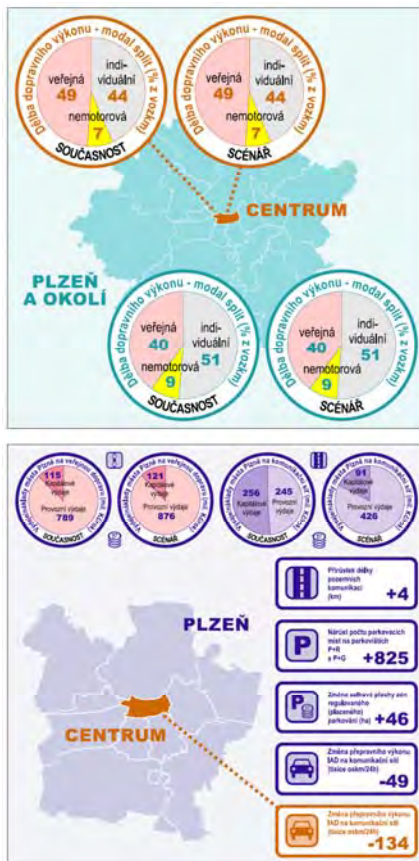 Dělba dopravního výkonu - modal split (% z vozkm)
veřejná
49
indi-
viduální
44
nemotorová
7
SOUČASNOST
Dělba dopravního výkonu - modal split (% z vozkm)
veřejná
49
indi-
viduální
44
nemotorová
7
SCÉNÁŘ
CENTRUM
PLZEŇ
A OKOLÍ
Dělba dopravního výkonu - modal split (% z vozkm)
veřejná
40
indi-
viduální
51
nemotorová
9
SOUČASNOST
Dělba dopravního výkonu - modal split (% z vozkm)
veřejná
40
indi-
viduální
51
nemotorová
9
SCÉNÁŘ
115
Kapitálové
výdaje
Provozní výdaje
789
SOUČASNOST
121
Kapitálové
výdaje
Provozní výdaje
876
SCÉNÁŘ
256
Kapitálové
výdaje
245
Provozní
výdaje
SOUČASNOST
91
Kapitálové
výdaje
Provozní výdaje
426
SCÉNÁŘ
Přírůstek délky
pozemních
komunikací
(km)
+4
PLZEŇ
P
Nárůst počtu parkovacích
míst na parkovištích
P+R
a P+G
+825
P
Změna celkové plochy zón
regulovaného
(placeného)
parkování (ha)
+46
CENTRUM
Změna přepravního výkonu
IAD na komunikační síti
(tisíce oskm/24h)
-49
Změna přepravního výkonu
IAD na komunikační síti
(tisíce oskm/24h)
-134